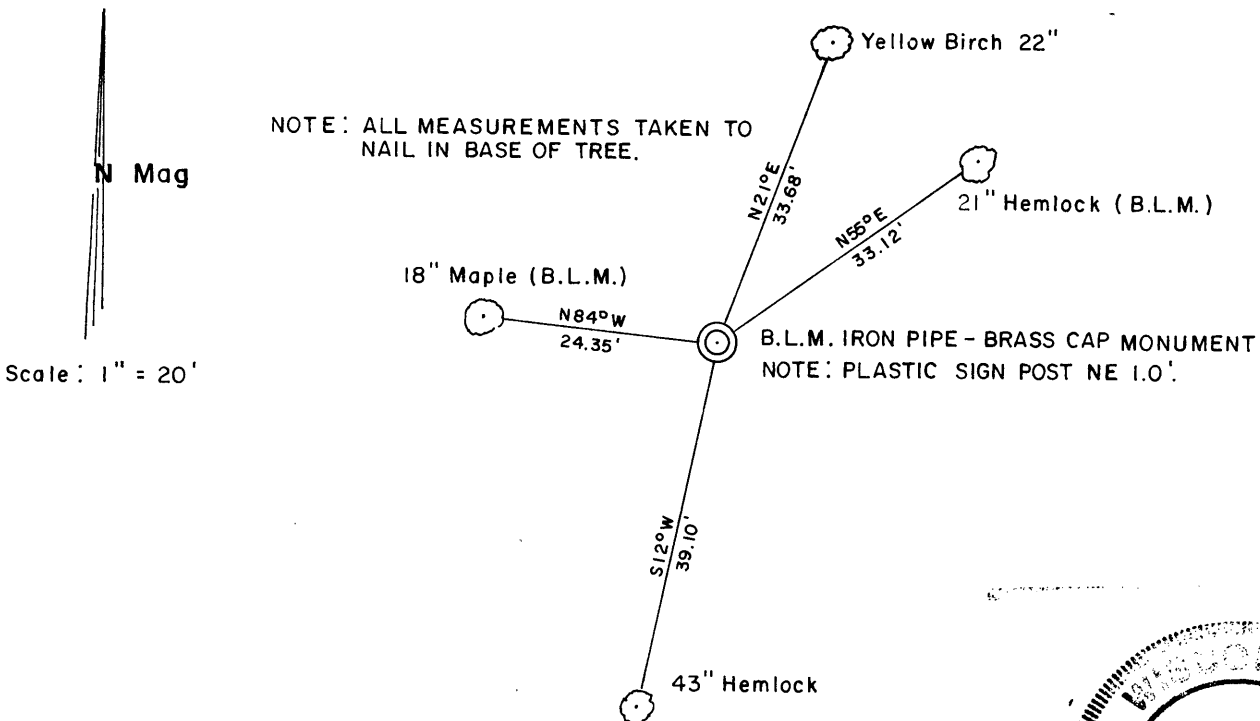 Yellow Birch 22"
NOTE: ALL MEASUREMENTS TAKEN TO
NAIL IN BASE OF TREE.
N Mag
N21°E
33.68'
21" Hemlock (B.L.M.)
N55°E
33.12'
18" Maple (B.L.M.)
N84°W
24.35'
B.L.M. IRON PIPE - BRASS CAP MONUMENT
NOTE: PLASTIC SIGN POST NE 1.0'.
Scale: 1" = 20'
S12°W
39.10'
43" Hemlock